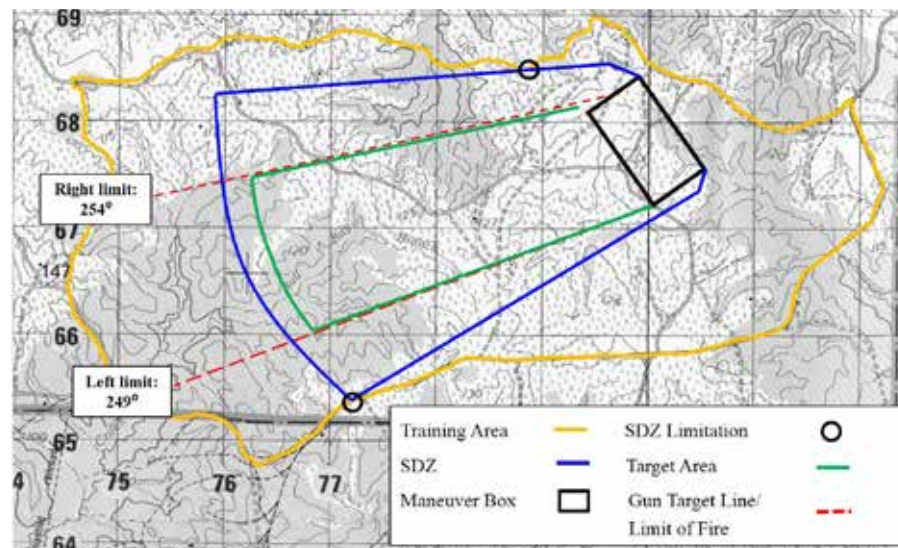 69
68
Right limit:
254°
67
147
66
Left limit:
249°
65
4 75 76 77
64
Training Area SDZ Limitation
SDZ Target Area
Maneuver Box Gun Target Line/
Limit of Fire